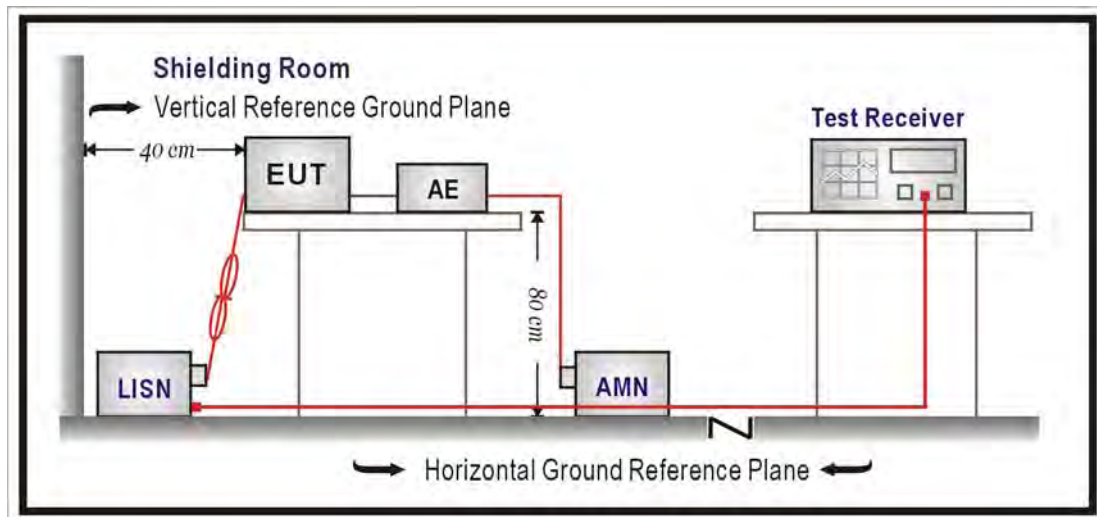 Shielding Room
Vertical Reference Ground Plane
40 cm
EUT
AE
Test Receiver
80 cm
LISN
AMN
Horizontal Ground Reference Plane